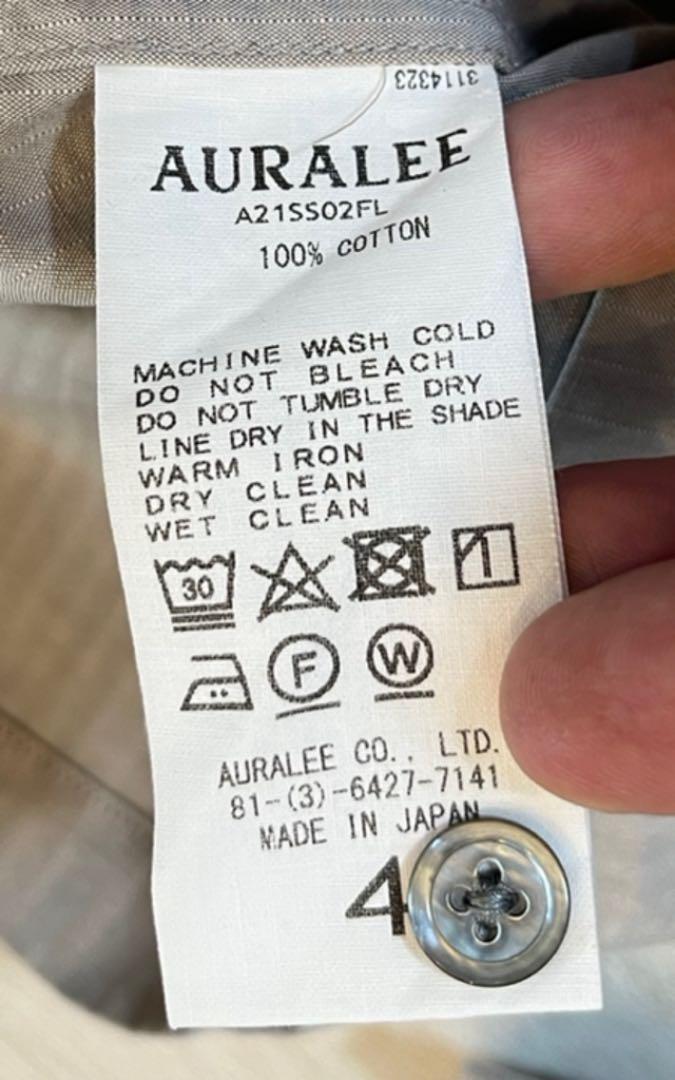 3114323
AURALEE
A21SS02FL
100% COTTON
MACHINE WASH COLD
DO NOT BLEACH
DO NOT TUMBLE DRY
LINE DRY IN THE SHADE
WARM IRON
DRY CLEAN
WET CLEAN
30
F W
AURALEE CO., LTD.
81-(3)-6427-7141
MADE IN JAPAN
4